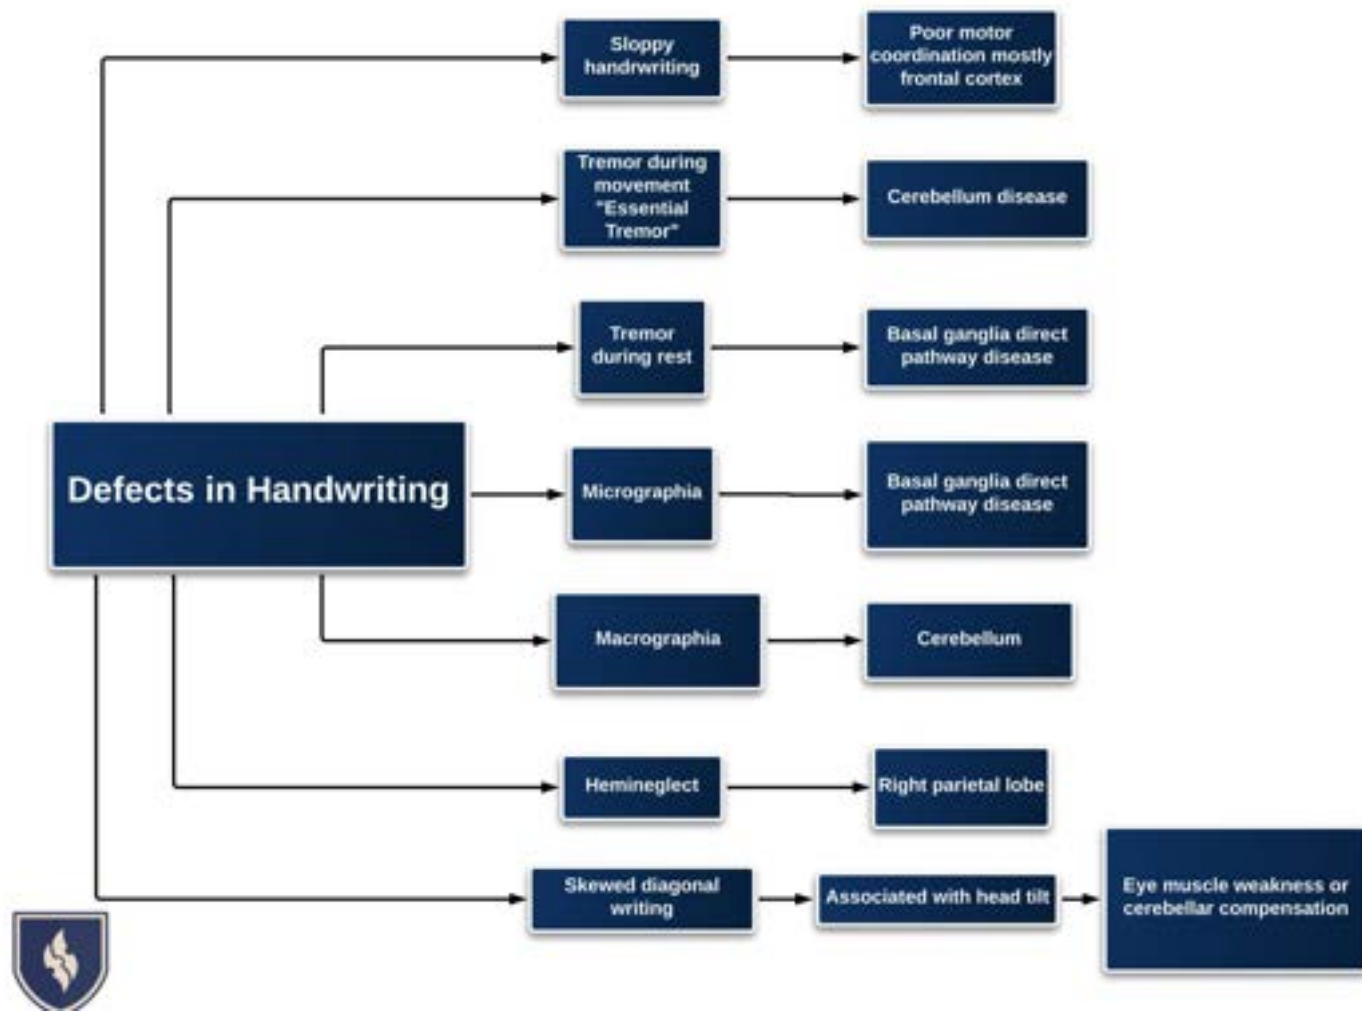 Sloppy
handrwriting
Poor motor
coordination mostly
frontal cortex
Tremor during
movement
"Essential
Tremor"
Cerebellum disease
Tremor
during rest
Basal ganglia direct
pathway disease
Defects in Handwriting
Micrographia
Basal ganglia direct
pathway disease
Macrographia
Cerebellum
Hemineglect
Right parietal lobe
Skewed diagonal
writing
Associated with head tilt
Eye muscle weakness or
cerebellar compensation